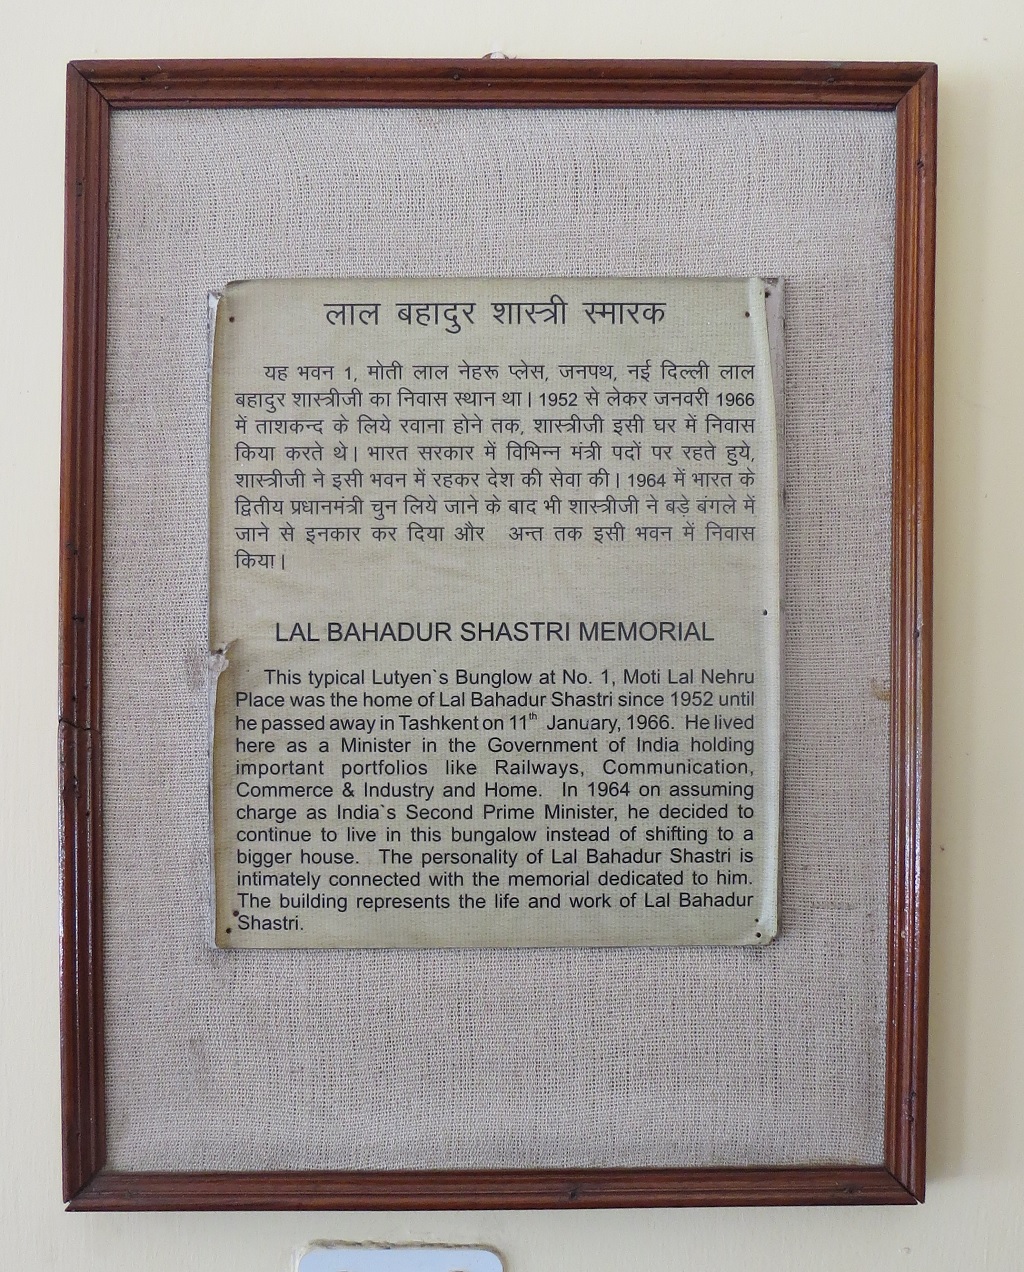 लाल बहादुर शास्त्री स्मारक
यह भवन 1, मोती लाल नेहरू प्लेस, जनपथ, नई दिल्ली लाल
बहादुर शास्त्रीजी का निवास स्थान था। 1952 से लेकर जनवरी 1966
में ताशकन्द के लिये रवाना होने तक, शास्त्रीजी इसी घर में निवास
किया करते थे। भारत सरकार में विभिन्न मंत्री पदों पर रहते हुये,
शास्त्रीजी ने इसी भवन में रहकर देश की सेवा की। 1964 में भारत के
द्वितीय प्रधानमंत्री चुन लिये जाने के बाद भी शास्त्रीजी ने बड़े बंगले में
जाने से इनकार कर दिया और अन्त तक इसी भवन में निवास
किया।
LAL BAHADUR SHASTRI MEMORIAL
This typical Lutyen`s Bunglow at No. 1, Moti Lal Nehru
Place was the home of Lal Bahadur Shastri since 1952 until
he passed away in Tashkent on 11th January, 1966. He lived
here as a Minister in the Government of India holding
important portfolios like Railways, Communication,
Commerce & Industry and Home. In 1964 on assuming
charge as India`s Second Prime Minister, he decided to
continue to live in this bungalow instead of shifting to a
bigger house. The personality of Lal Bahadur Shastri is
intimately connected with the memorial dedicated to him.
The building represents the life and work of Lal Bahadur
Shastri.